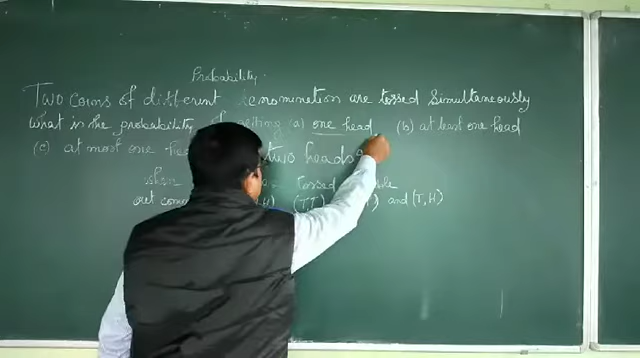 Probability.
Two Coins of different denomination are tossed Simultaneously
What is the probability of getting (a) one head, (b) at least one head
(c) at most one two heads
when tossed
out (T,T) and (T,H)